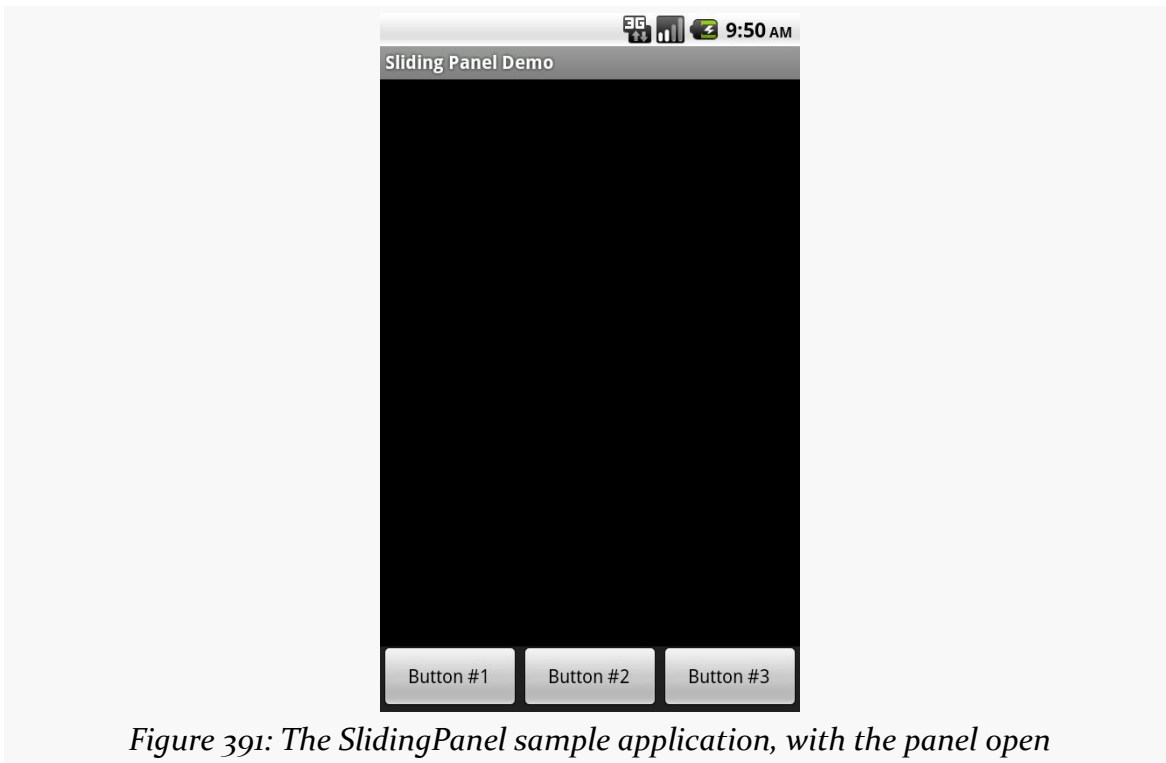 3G
9:50 AM
Sliding Panel Demo
Button #1 Button #2 Button #3
Figure 391: The SlidingPanel sample application, with the panel open